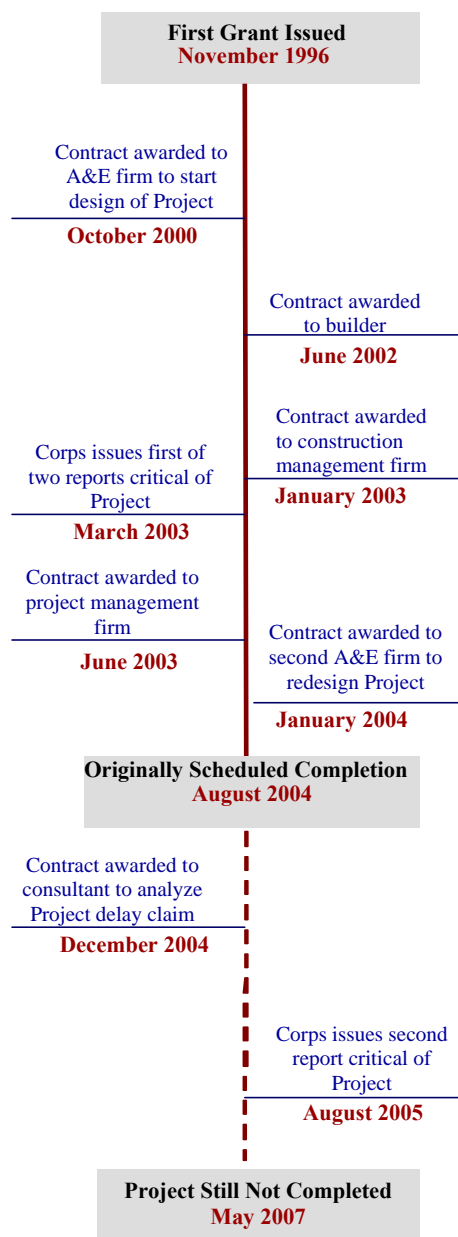 First Grant Issued
November 1996
Contract awarded to
A&E firm to start
design of Project
October 2000
Contract awarded
to builder
June 2002
Contract awarded
to construction
management firm
January 2003
Corps issues first of
two reports critical of
Project
March 2003
Contract awarded to
project management
firm
June 2003
Contract awarded to
second A&E firm to
redesign Project
January 2004
Originally Scheduled Completion
August 2004
Contract awarded to
consultant to analyze
Project delay claim
December 2004
Corps issues second
report critical of
Project
August 2005
Project Still Not Completed
May 2007